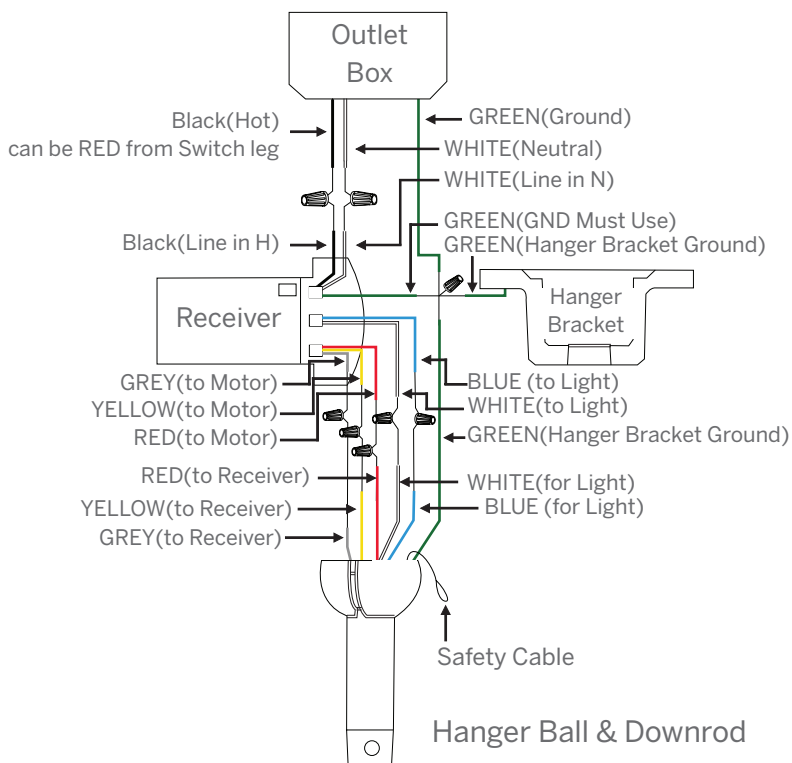 Outlet
Box
Black(Hot)
can be RED from Switch leg
GREEN(Ground)
WHITE(Neutral)
WHITE(Line in N)
GREEN(GND Must Use)
Black(Line in H)
GREEN(Hanger Bracket Ground)
Receiver
Hanger
Bracket
GREY(to Motor)
YELLOW(to Motor)
RED(to Motor)
BLUE (to Light)
WHITE(to Light)
GREEN(Hanger Bracket Ground)
RED(to Receiver)
YELLOW(to Receiver)
GREY(to Receiver)
WHITE(for Light)
BLUE (for Light)
Safety Cable
Hanger Ball & Downrod